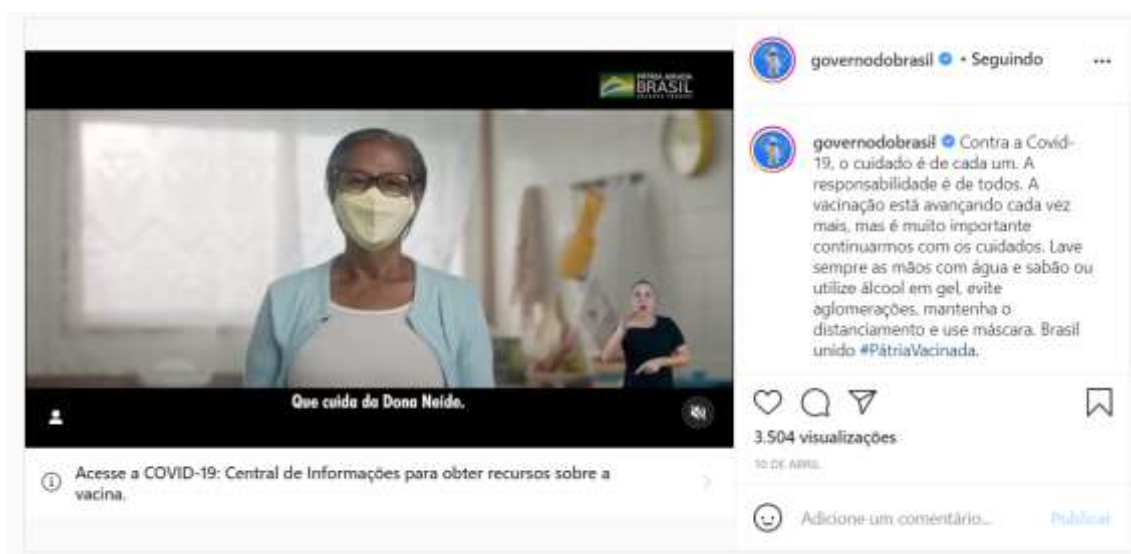 PÁTRIA AMADA
BRASIL
Que cuida da Dona Neide.
Acesse a COVID-19: Central de Informações para obter recursos sobre a
vacina.
governodobrasil • Seguindo
governodobrasil Contra a Covid-
19, o cuidado é de cada um. A
responsabilidade é de todos. A
vacinação está avançando cada vez
mais, mas é muito importante
continuarmos com os cuidados. Lave
sempre as mãos com água e sabão ou
utilize álcool em gel, evite
aglomerações, mantenha o
distanciamento e use máscara. Brasil
unido #PátriaVacinada.
3.504 visualizações
10 DE ABRIL
Adicione um comentário...
Publicar